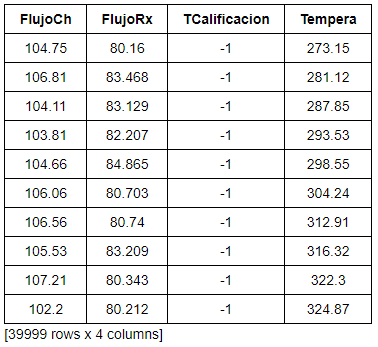 FlujoCh FlujoRx TCalificacion Tempera
104.75 80.16 -1 273.15
106.81 83.468 -1 281.12
104.11 83.129 -1 287.85
103.81 82.207 -1 293.53
104.66 84.865 -1 298.55
106.06 80.703 -1 304.24
106.56 80.74 -1 312.91
105.53 83.209 -1 316.32
107.21 80.343 -1 322.3
102.2 80.212 -1 324.87
[39999 rows x 4 columns]